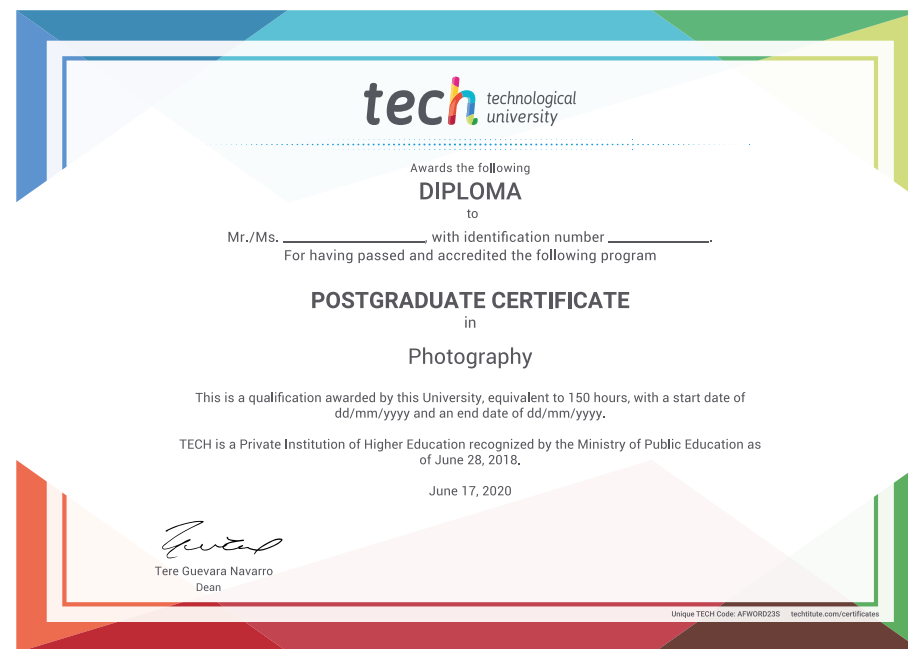 tech technological
university
Awards the following
DIPLOMA
to
Mr./Ms. ____________________, with identification number ______________.
For having passed and accredited the following program
POSTGRADUATE CERTIFICATE
in
Photography
This is a qualification awarded by this University, equivalent to 150 hours, with a start date of
dd/mm/yyyy and an end date of dd/mm/yyyy.
TECH is a Private Institution of Higher Education recognized by the Ministry of Public Education as
of June 28, 2018.
June 17, 2020
Tere Guevara Navarro
Dean
Unique TECH Code: AFWORD23S techtitute.com/certificates